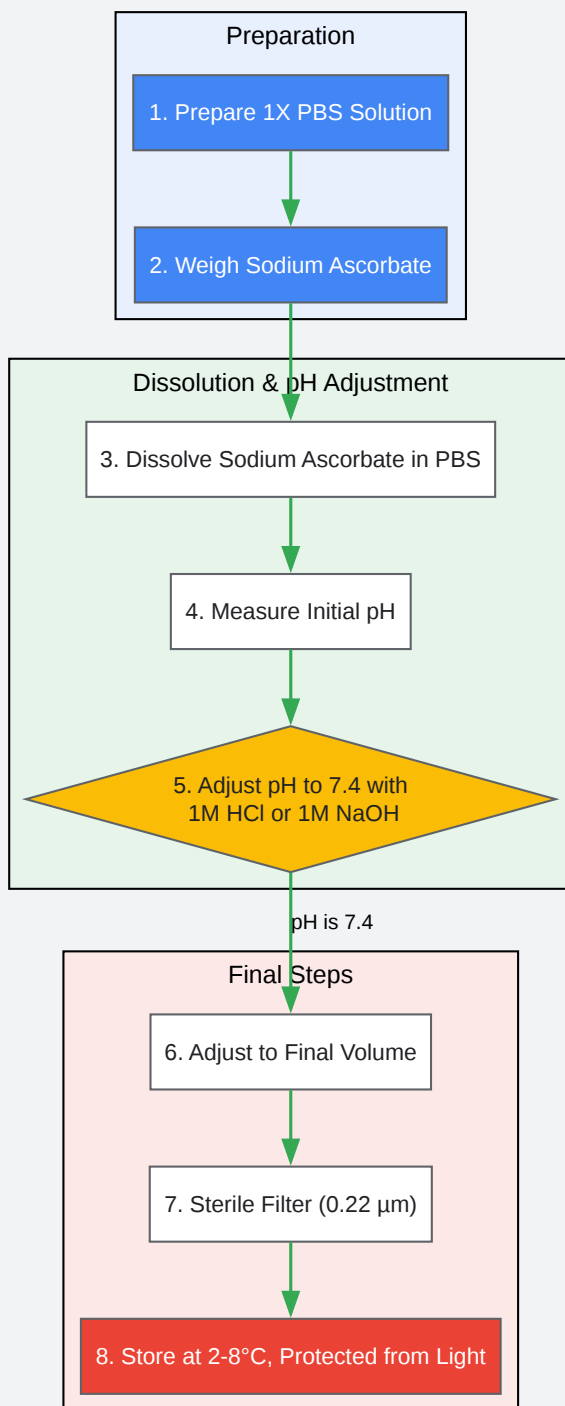 Preparation
1. Prepare 1X PBS Solution
2. Weigh Sodium Ascorbate
Dissolution & pH Adjustment
3. Dissolve Sodium Ascorbate in PBS
4. Measure Initial pH
5. Adjust pH to 7.4 with
1M HCl or 1M NaOH
pH is 7.4
Final Steps
6. Adjust to Final Volume
7. Sterile Filter (0.22 µm)
8. Store at 2-8°C, Protected from Light